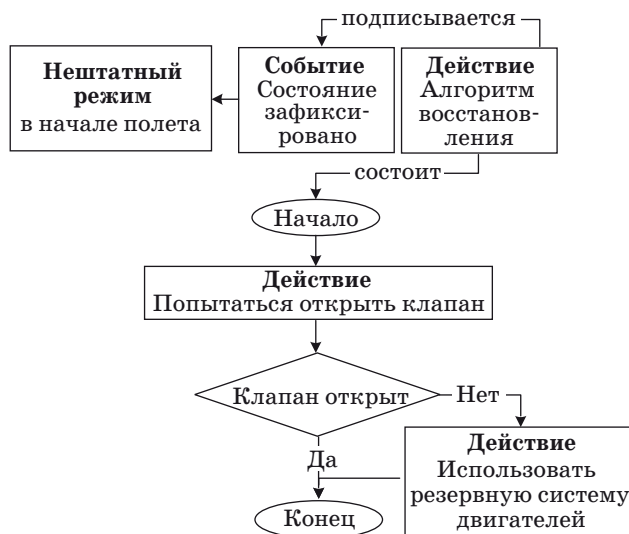 подписывается
Нештатный
режим
в начале полета
Событие
Состояние
зафикси-
ровано
Действие
Алгоритм
восстанов-
ления
состоит
Начало
Действие
Попытаться открыть клапан
Клапан открыт
Нет
Да
Действие
Использовать
резервную систему
двигателей
Конец